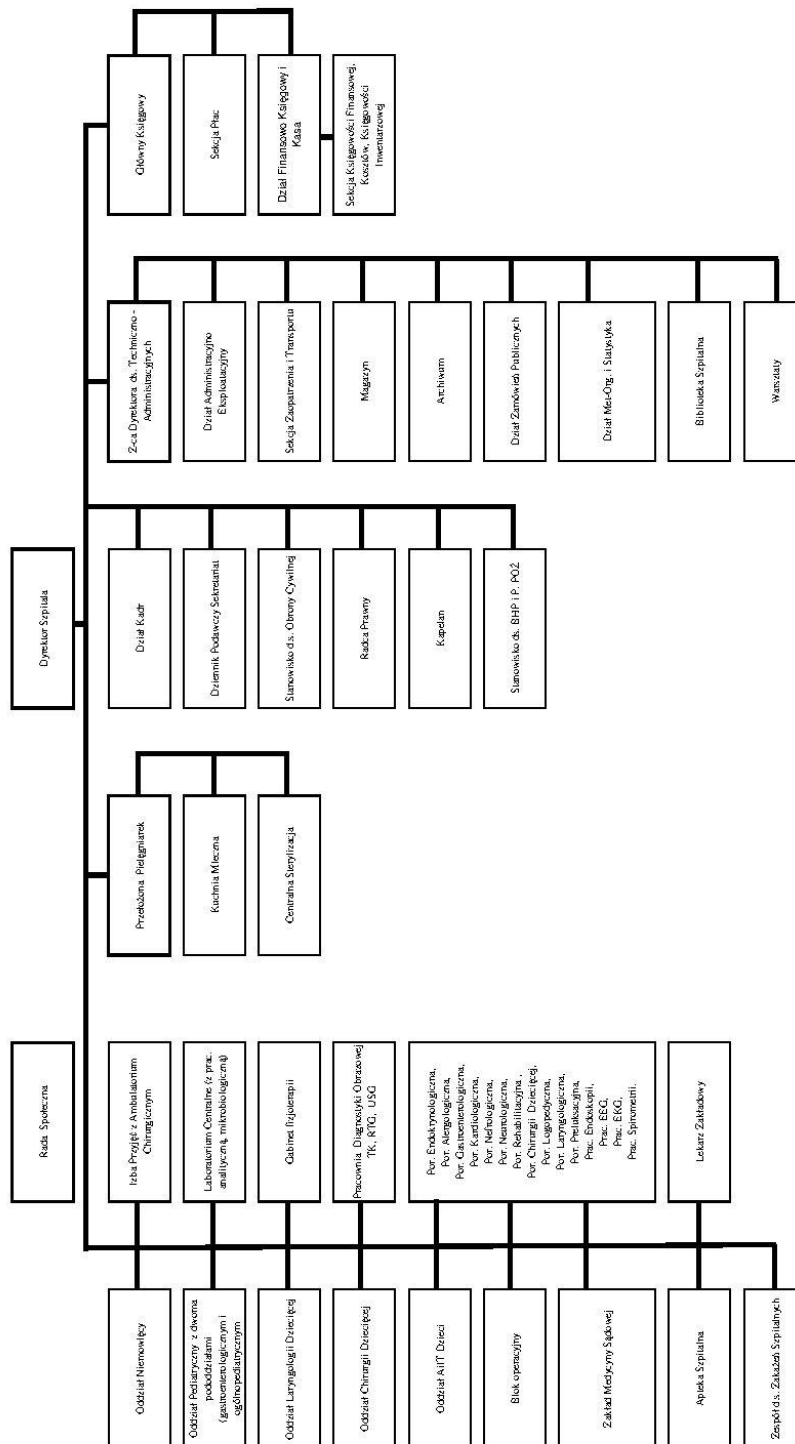 Rada Społeczna
Dyrektor Szpitala
Oddział Niemowlęcy
Oddział Pediatryczny z dwoma
pododdziałami
(gastroenterologicznym i
ogólnopediatrycznym
Oddział Laryngologii Dziecięcej
Oddział Chirurgii Dziecięcej
Oddział AiIT Dzieci
Blok operacyjny
Zakład Medycyny Sądowej
Apteka Szpitalna
Zespół d.s. Zakażeń Szpitalnych
Izba Przyjęć z Ambulatorium
Chirurgicznym
Laboratorium Centralne (z prac.
analityczną, mikrobiologiczną)
Gabinet fizjoterapii
Pracownia Diagnostyki Obrazowej
TK, RTG, USG
Por. Endokrynologiczna,
Por. Alergologiczna,
Por. Gastroenterologiczna,
Por. Kardiologiczna,
Por. Nefrologiczna,
Por. Neurologiczna,
Por. Rehabilitacyjna ,
Por. Chirurgii Dziecięcej,
Por. Logopedyczna,
Por. Laryngologiczna,
Por. Preluksacyjna,
Prac. Endoskopii,
Prac. EEG,
Prac. EKG,
Prac. Spirometrii.
Lekarz Zakładowy
Przełożona Pielęgniarek
Kuchnia Mleczna
Centralna Sterylizacja
Dział Kadr
Dziennik Podawczy Sekretariat
Stanowisko d.s. Obrony Cywilnej
Radca Prawny
Kapelan
Stanowisko ds. BHP i P. POŻ
Z-ca Dyrektora ds. Techniczno -
Administracyjnych
Dział Administracyjno
Eksploatacyjny
Sekcja Zaopatrzenia i Transportu
Magazyn
Archiwum
Dział Zamówień Publicznych
Dział Met-Org. i Statystyka
Biblioteka Szpitalna
Warsztaty
Główny Księgowy
Sekcja Płac
Dział Finansowo Księgowy i
Kasa
Sekcja Księgowości Finansowej,
Kosztów, Księgowości
Inwentarzowej